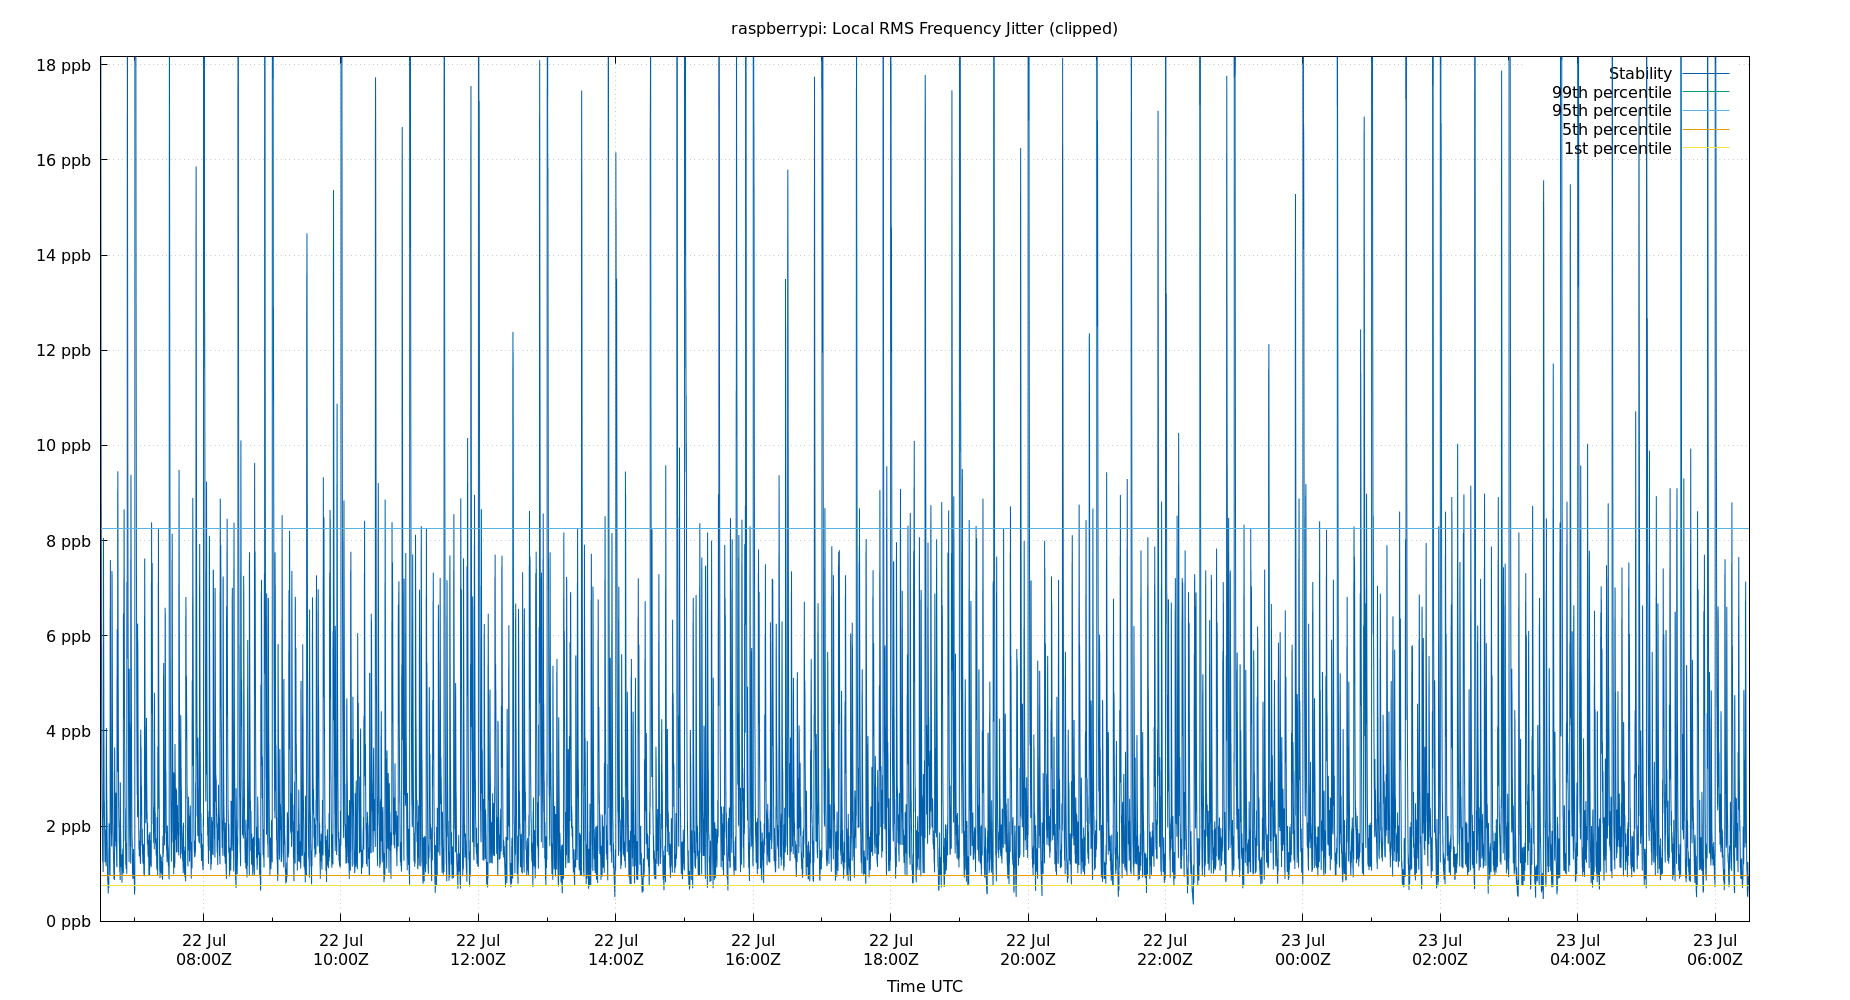 raspberrypi: Local RMS Frequency Jitter (clipped)
18 ppb
16 ppb
14 ppb
12 ppb
10 ppb
8 ppb
6 ppb
4 ppb
2 ppb
0 ppb
Stability
99th percentile
95th percentile
5th percentile
1st percentile
22 Jul 22 Jul 22 Jul 22 Jul 22 Jul 22 Jul 22 Jul 22 Jul 23 Jul 23 Jul 23 Jul 23 Jul
08:00Z 10:00Z 12:00Z 14:00Z 16:00Z 18:00Z 20:00Z 22:00Z 00:00Z 02:00Z 04:00Z 06:00Z
Time UTC